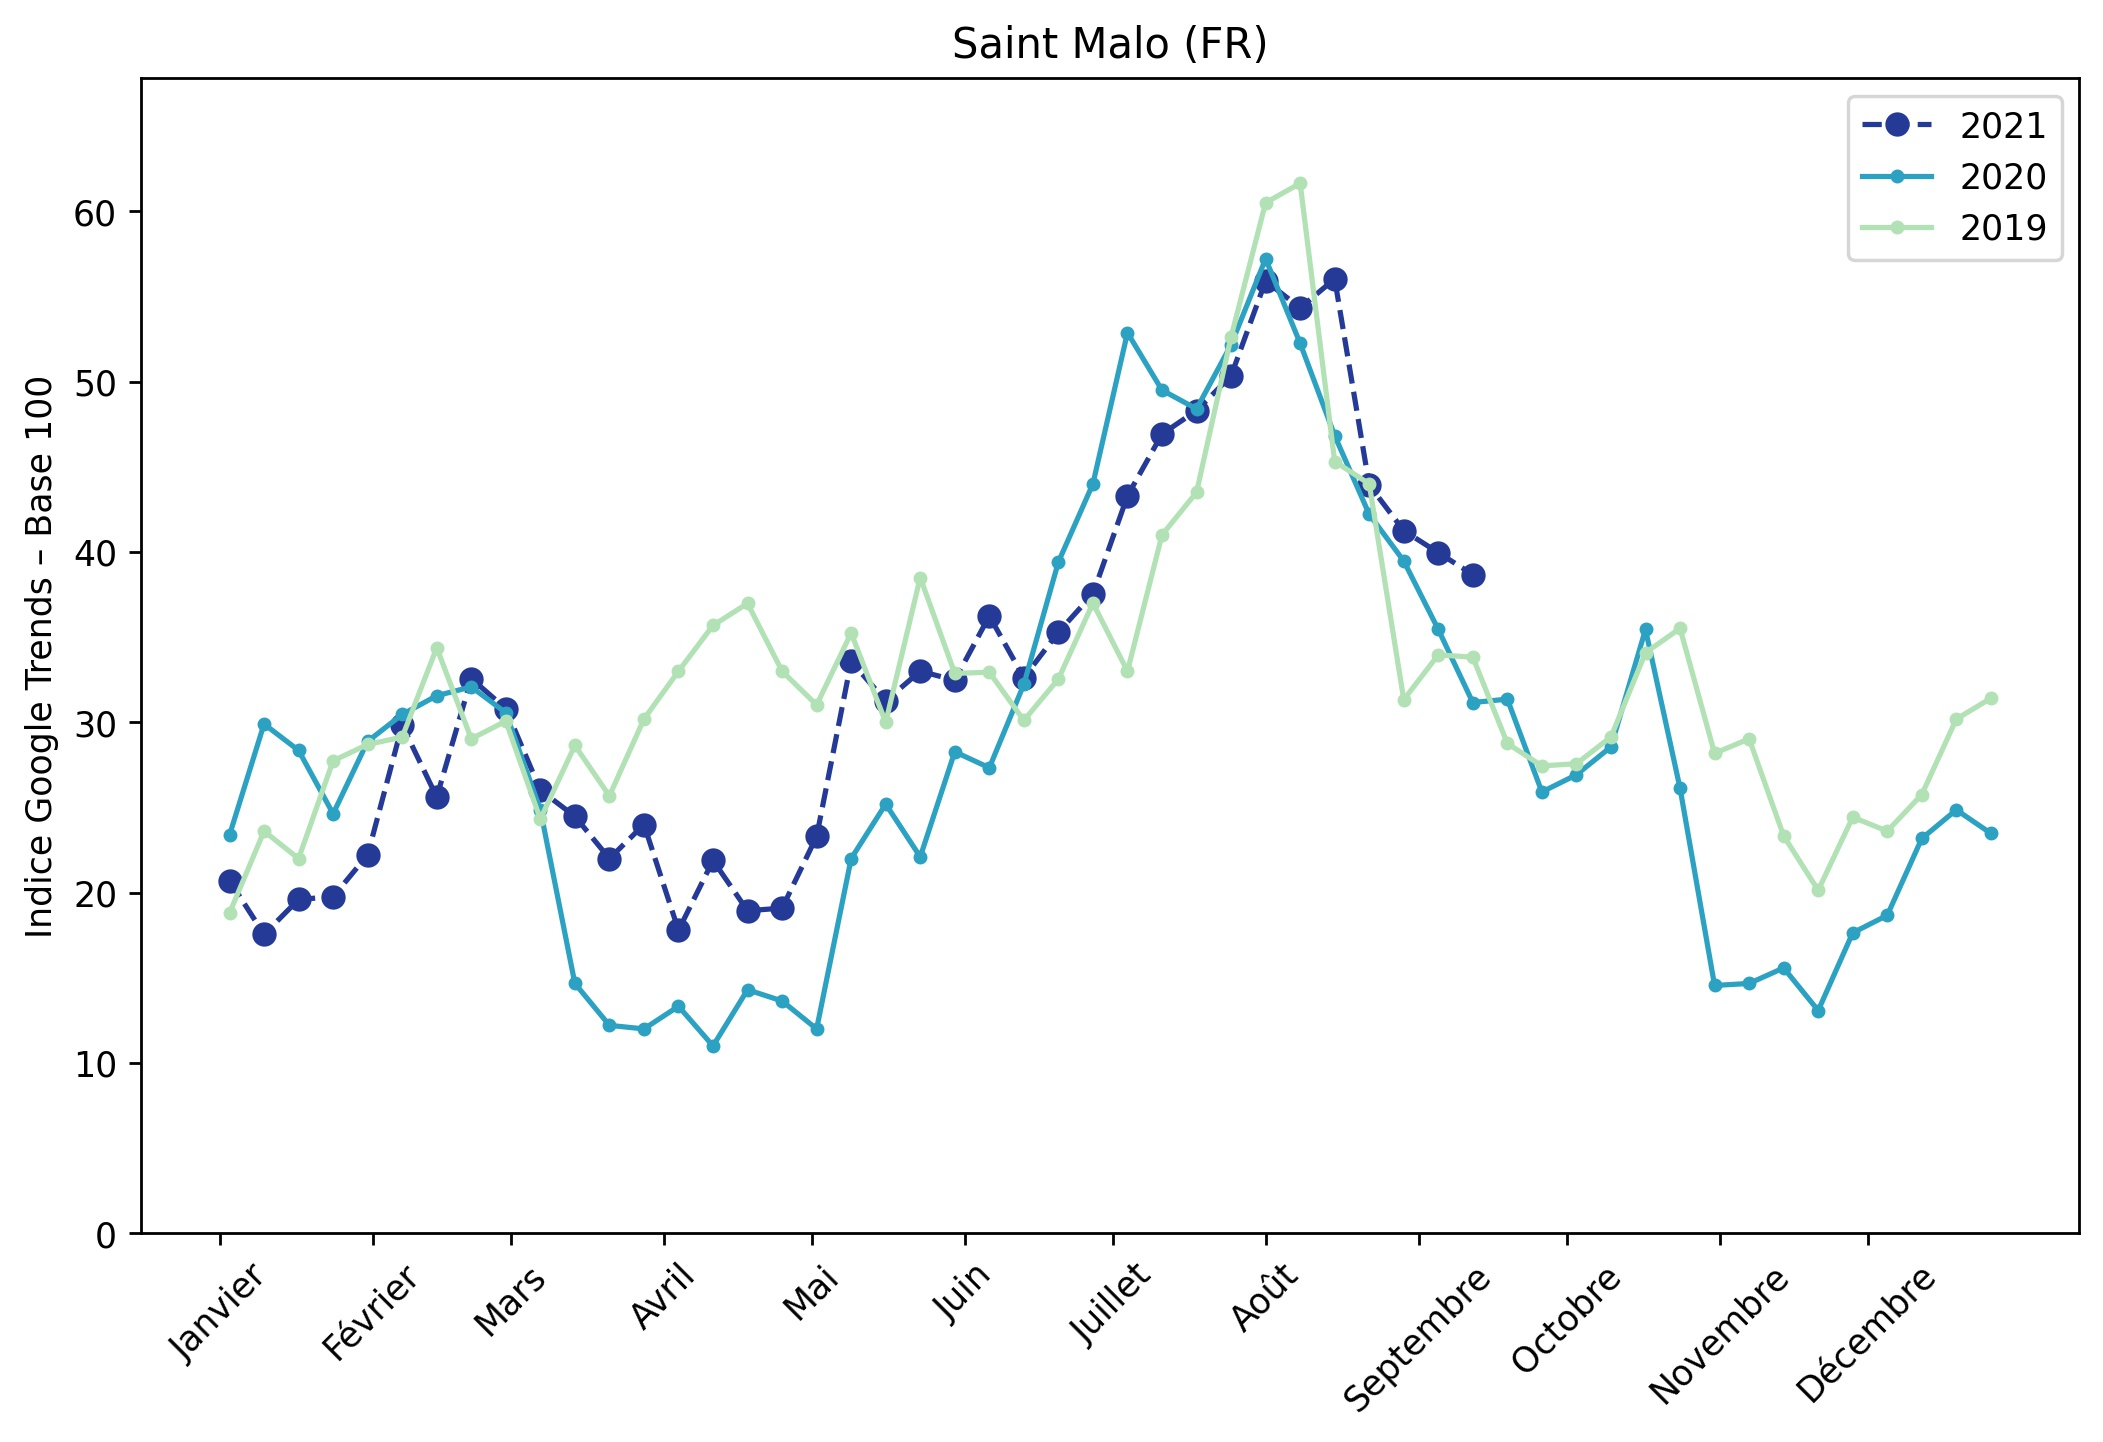 Saint Malo (FR)
2021
2020
2019
Indice Google Trends – Base 100
60
50
40
30
20
10
0
Janvier
Février
Mars
Avril
Mai
Juin
Juillet
Août
Septembre
Octobre
Novembre
Décembre